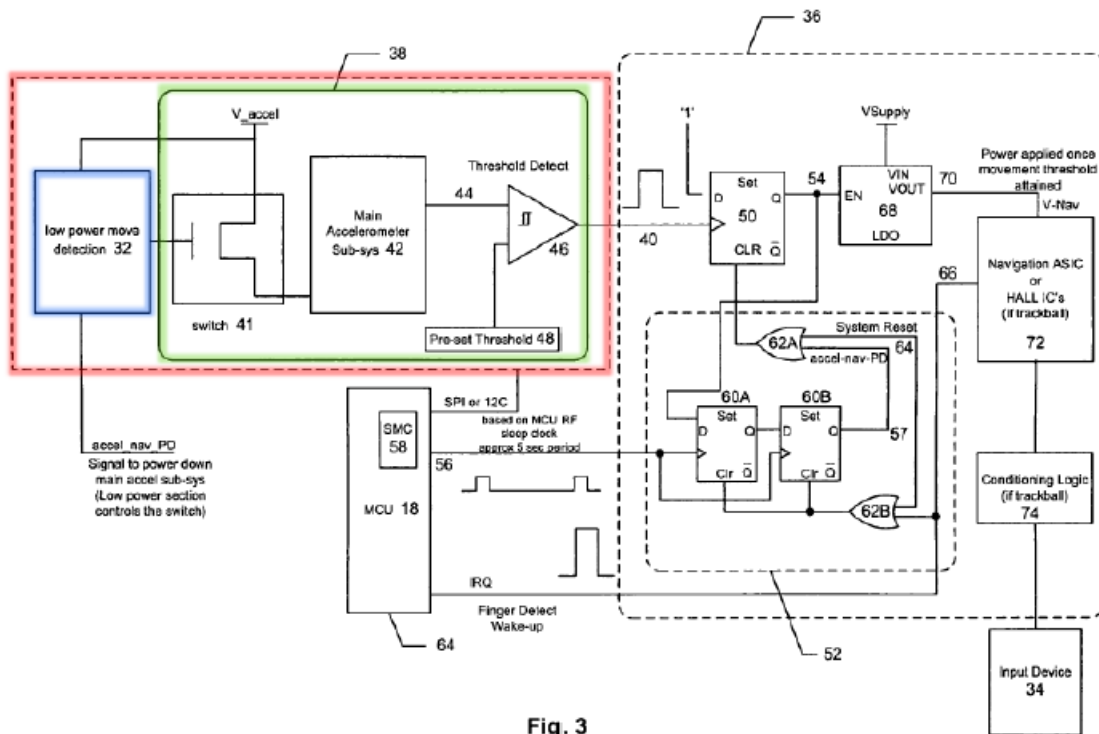 36
38
V_accel
low power move
detection 32
switch 41
Main
Accelerometer
Sub-sys 42
44
Threshold Detect
46
Pre-set Threshold 48
40
'1'
Set
D Q
50
CLR Q̄
54
VSupply
VIN
VOUT
EN
68
LDO
70
Power applied once
movement threshold
attained
V-Nav
66
Navigation ASIC
or
HALL IC's
(if trackball)
72
System Reset
62A
64
accel-nav-PD
60A
Set
D Q
Clr Q̄
60B
Set
D Q
Clr Q̄
57
62B
52
SPI or 12C
based on MCU RF
sleep clock
approx 5 sec period
SMC
58
56
MCU 18
IRQ
Finger Detect
Wake-up
64
accel_nav_PD
Signal to power down
main accel sub-sys
(Low power section
controls the switch)
Conditioning Logic
(if trackball)
74
Input Device
34
Fig. 3